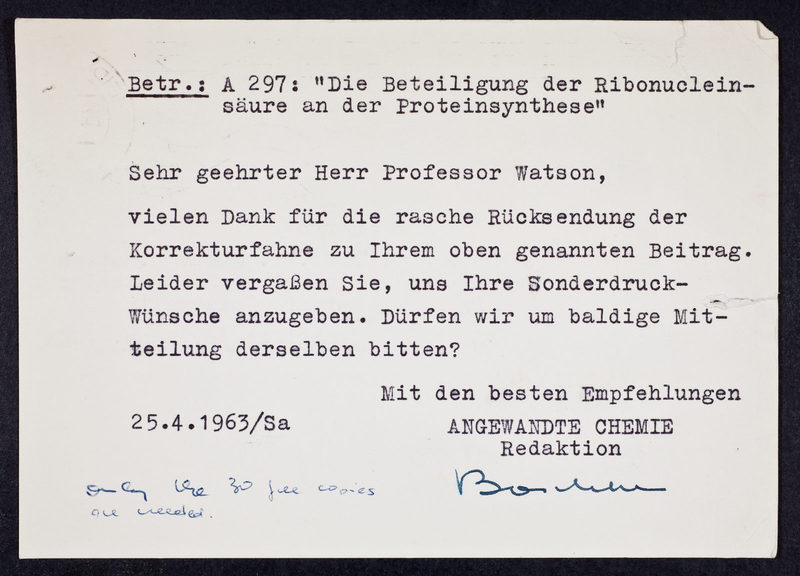 Betr.: A 297: "Die Beteiligung der Ribonuclein-
säure an der Proteinsynthese"
Sehr geehrter Herr Professor Watson,
vielen Dank für die rasche Rücksendung der
Korrekturfahne zu Ihrem oben genannten Beitrag.
Leider vergaßen Sie, uns Ihre Sonderdruck-
Wünsche anzugeben. Dürfen wir um baldige Mit-
teilung derselben bitten?
Mit den besten Empfehlungen
25.4.1963/Sa
ANGEWANDTE CHEMIE
Redaktion
only the 30 free copies
are needed.